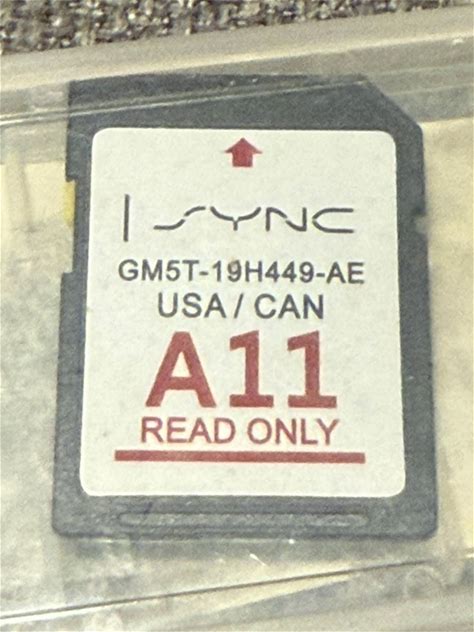 SYNC
GM5T-19H449-AE
USA / CAN
A11
READ ONLY